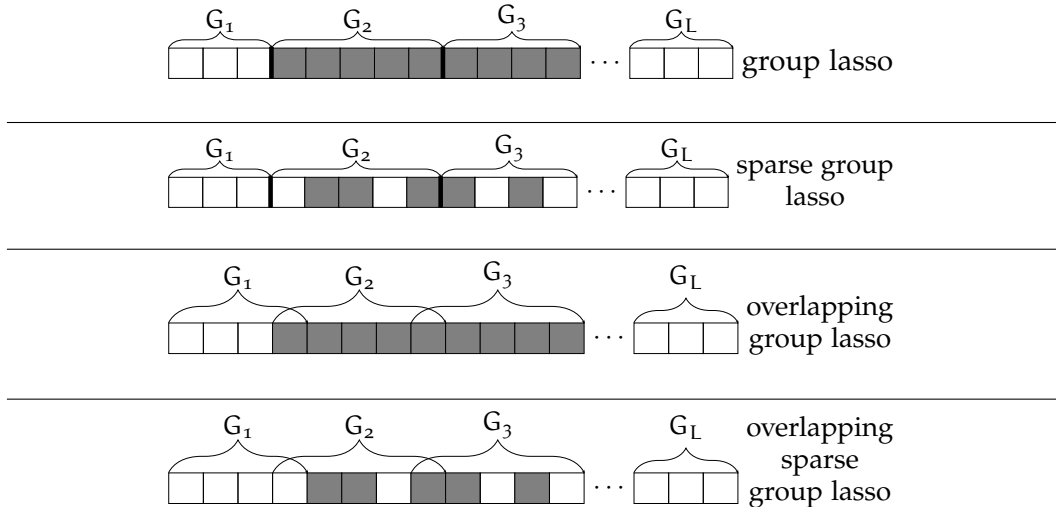 G₁ G₂ G₃ G_L
··· group lasso
G₁ G₂ G₃ G_L
sparse group
··· lasso
G₁ G₂ G₃ G_L
overlapping
··· group lasso
G₁ G₂ G₃ G_L
overlapping
sparse
··· group lasso